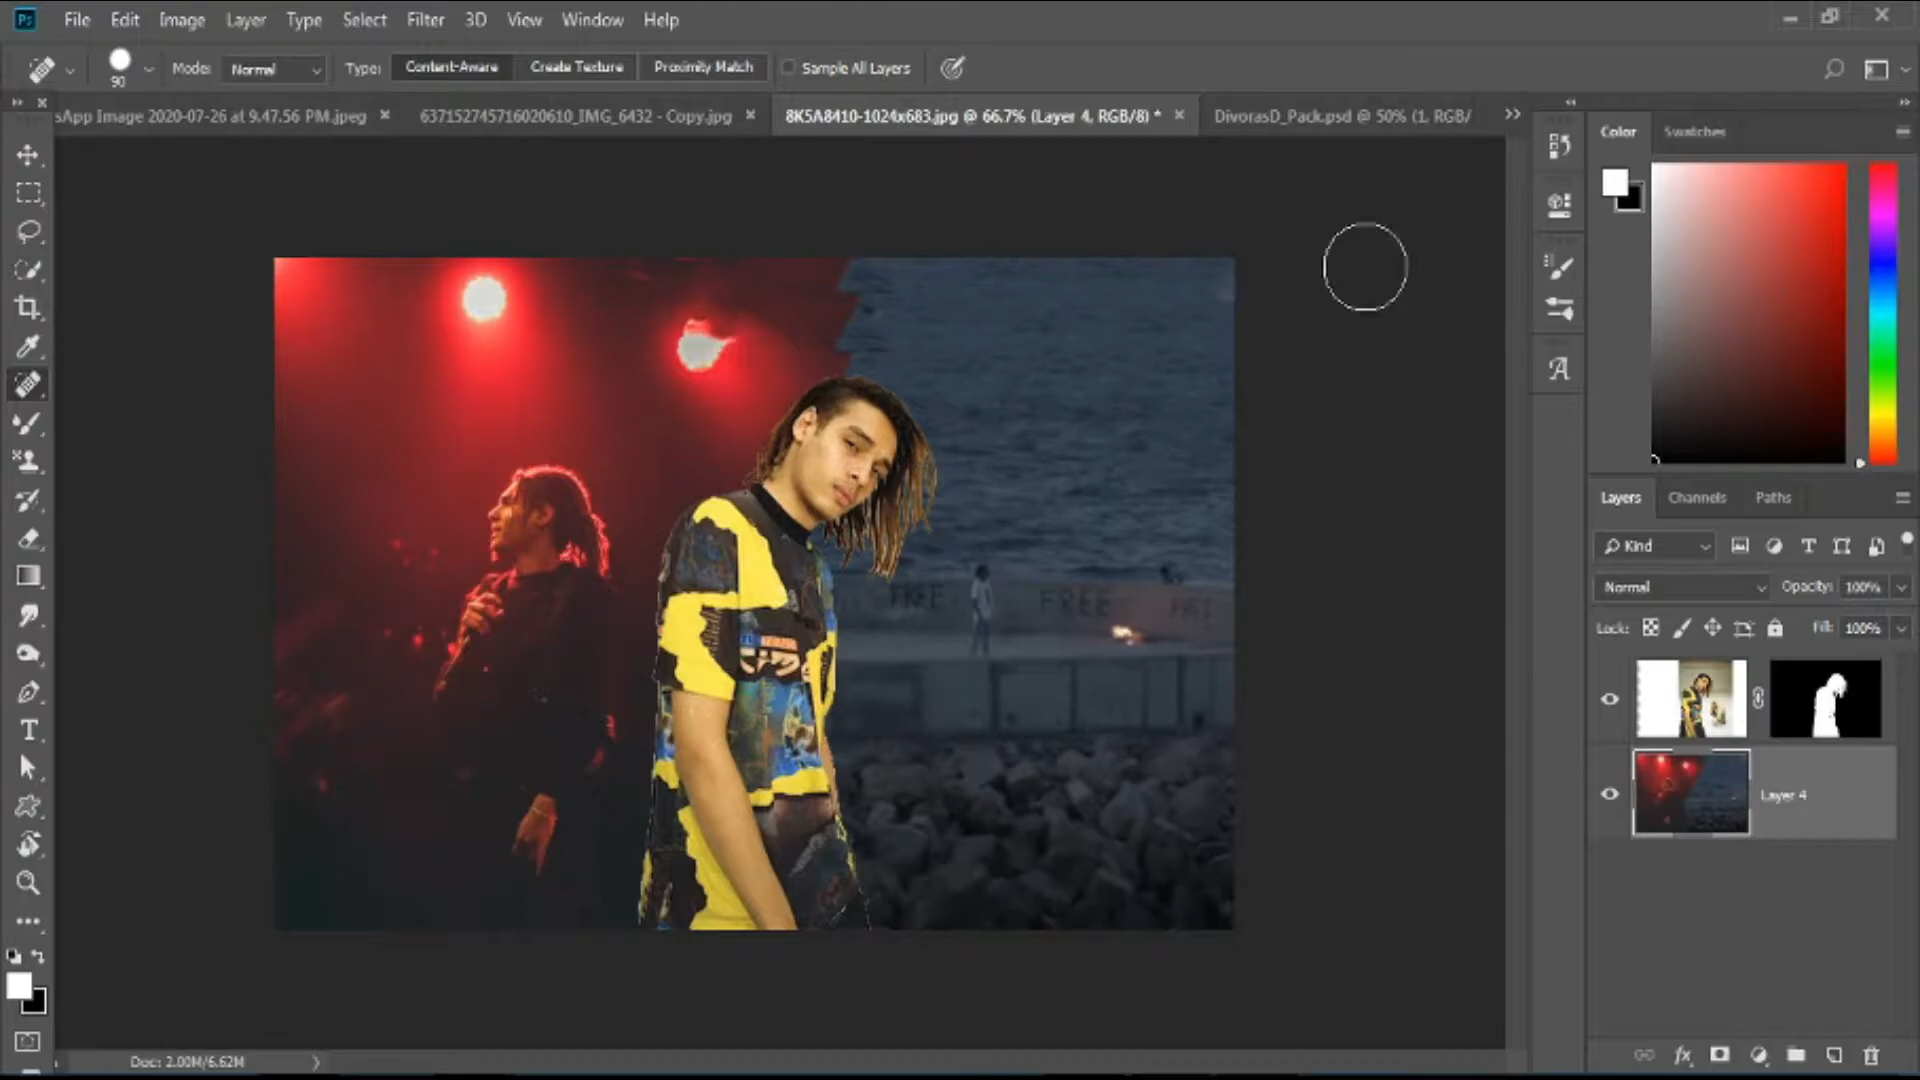 Ps File Edit Image Layer Type Select Filter 3D View Window Help
90 Mode: Normal Type: Content-Aware Create Texture Proximity Match Sample All Layers
sApp Image 2020-07-26 at 9.47.56 PM.jpeg × 637152745716020610_IMG_6432 - Copy.jpg × 8K5A8410-1024x683.jpg @ 66.7% (Layer 4, RGB/8) * × DivorasD_Pack.psd @ 50% (1, RGB/
Color Swatches
Layers Channels Paths
Kind
Normal Opacity: 100%
Lock: Fill: 100%
FREE FREE
Layer 4
Doc: 2.00M/6.62M